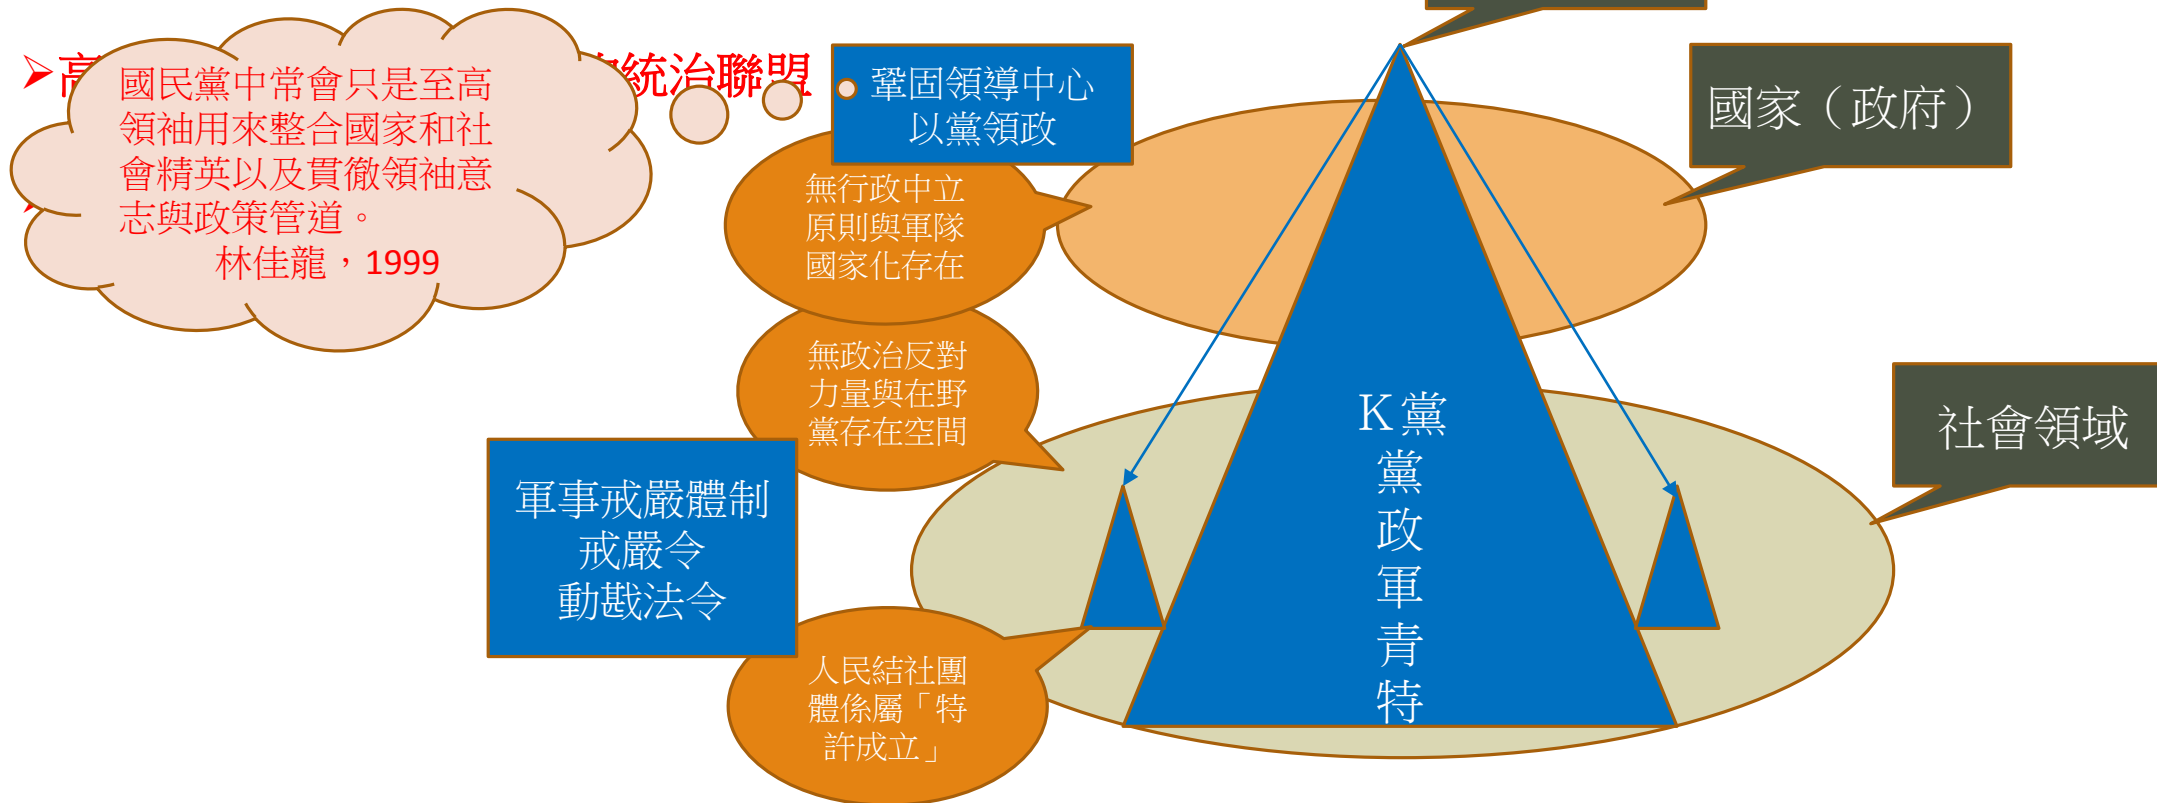 高
統治聯盟
國民黨中常會只是至高
領袖用來整合國家和社
會精英以及貫徹領袖意
志與政策管道。
林佳龍，1999
鞏固領導中心
以黨領政
國家（政府）
無行政中立
原則與軍隊
國家化存在
無政治反對
力量與在野
黨存在空間
社會領域
軍事戒嚴體制
戒嚴令
動戡法令
K黨
黨
政
軍
青
特
人民結社團
體係屬「特
許成立」